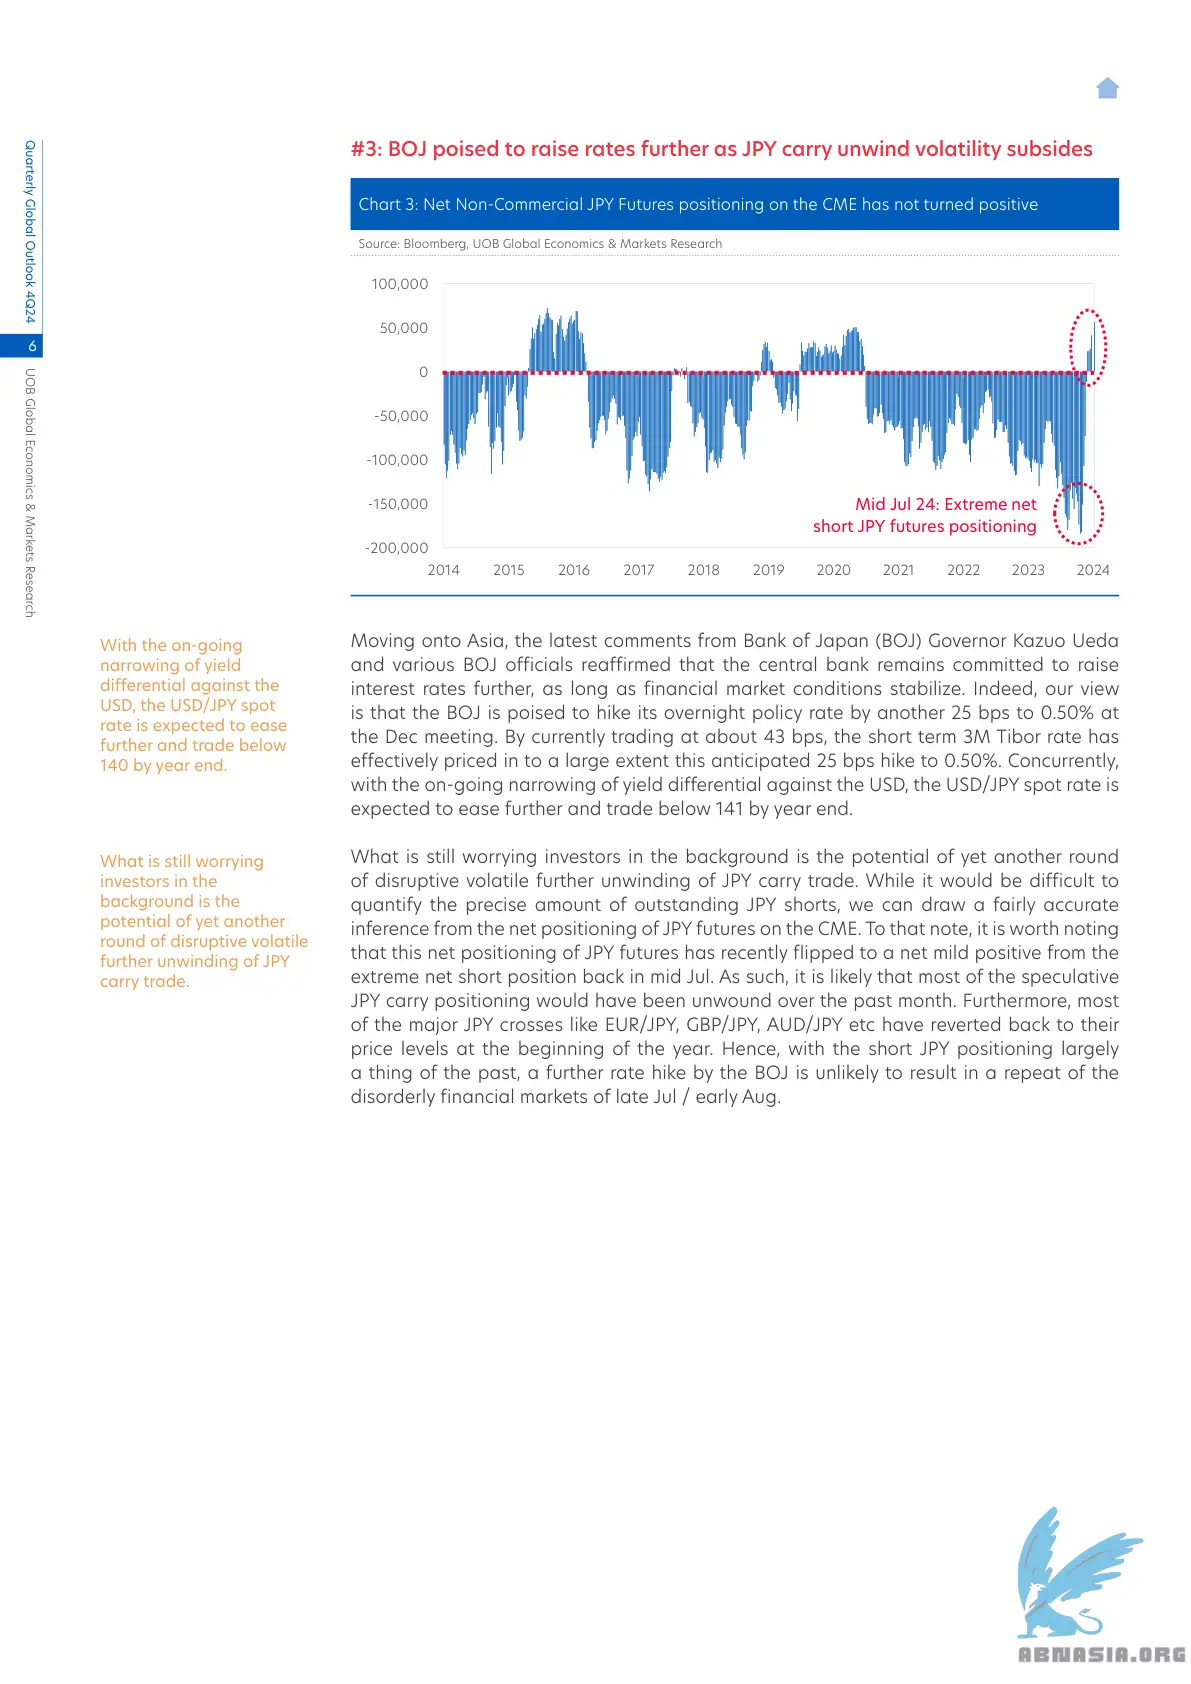 Quarterly Global Outlook 4Q24
6
UOB Global Economics & Markets Research
#3: BOJ poised to raise rates further as JPY carry unwind volatility subsides
Chart 3: Net Non-Commercial JPY Futures positioning on the CME has not turned positive
Source: Bloomberg, UOB Global Economics & Markets Research
100,000
50,000
0
-50,000
-100,000
-150,000
-200,000
Mid Jul 24: Extreme net
short JPY futures positioning
2014 2015 2016 2017 2018 2019 2020 2021 2022 2023 2024
With the on-going
narrowing of yield
differential against the
USD, the USD/JPY spot
rate is expected to ease
further and trade below
140 by year end.
Moving onto Asia, the latest comments from Bank of Japan (BOJ) Governor Kazuo Ueda
and various BOJ officials reaffirmed that the central bank remains committed to raise
interest rates further, as long as financial market conditions stabilize. Indeed, our view
is that the BOJ is poised to hike its overnight policy rate by another 25 bps to 0.50% at
the Dec meeting. By currently trading at about 43 bps, the short term 3M Tibor rate has
effectively priced in to a large extent this anticipated 25 bps hike to 0.50%. Concurrently,
with the on-going narrowing of yield differential against the USD, the USD/JPY spot rate is
expected to ease further and trade below 141 by year end.
What is still worrying
investors in the
background is the
potential of yet another
round of disruptive volatile
further unwinding of JPY
carry trade.
What is still worrying investors in the background is the potential of yet another round
of disruptive volatile further unwinding of JPY carry trade. While it would be difficult to
quantify the precise amount of outstanding JPY shorts, we can draw a fairly accurate
inference from the net positioning of JPY futures on the CME. To that note, it is worth noting
that this net positioning of JPY futures has recently flipped to a net mild positive from the
extreme net short position back in mid Jul. As such, it is likely that most of the speculative
JPY carry positioning would have been unwound over the past month. Furthermore, most
of the major JPY crosses like EUR/JPY, GBP/JPY, AUD/JPY etc have reverted back to their
price levels at the beginning of the year. Hence, with the short JPY positioning largely
a thing of the past, a further rate hike by the BOJ is unlikely to result in a repeat of the
disorderly financial markets of late Jul / early Aug.
ABNASIA.ORG